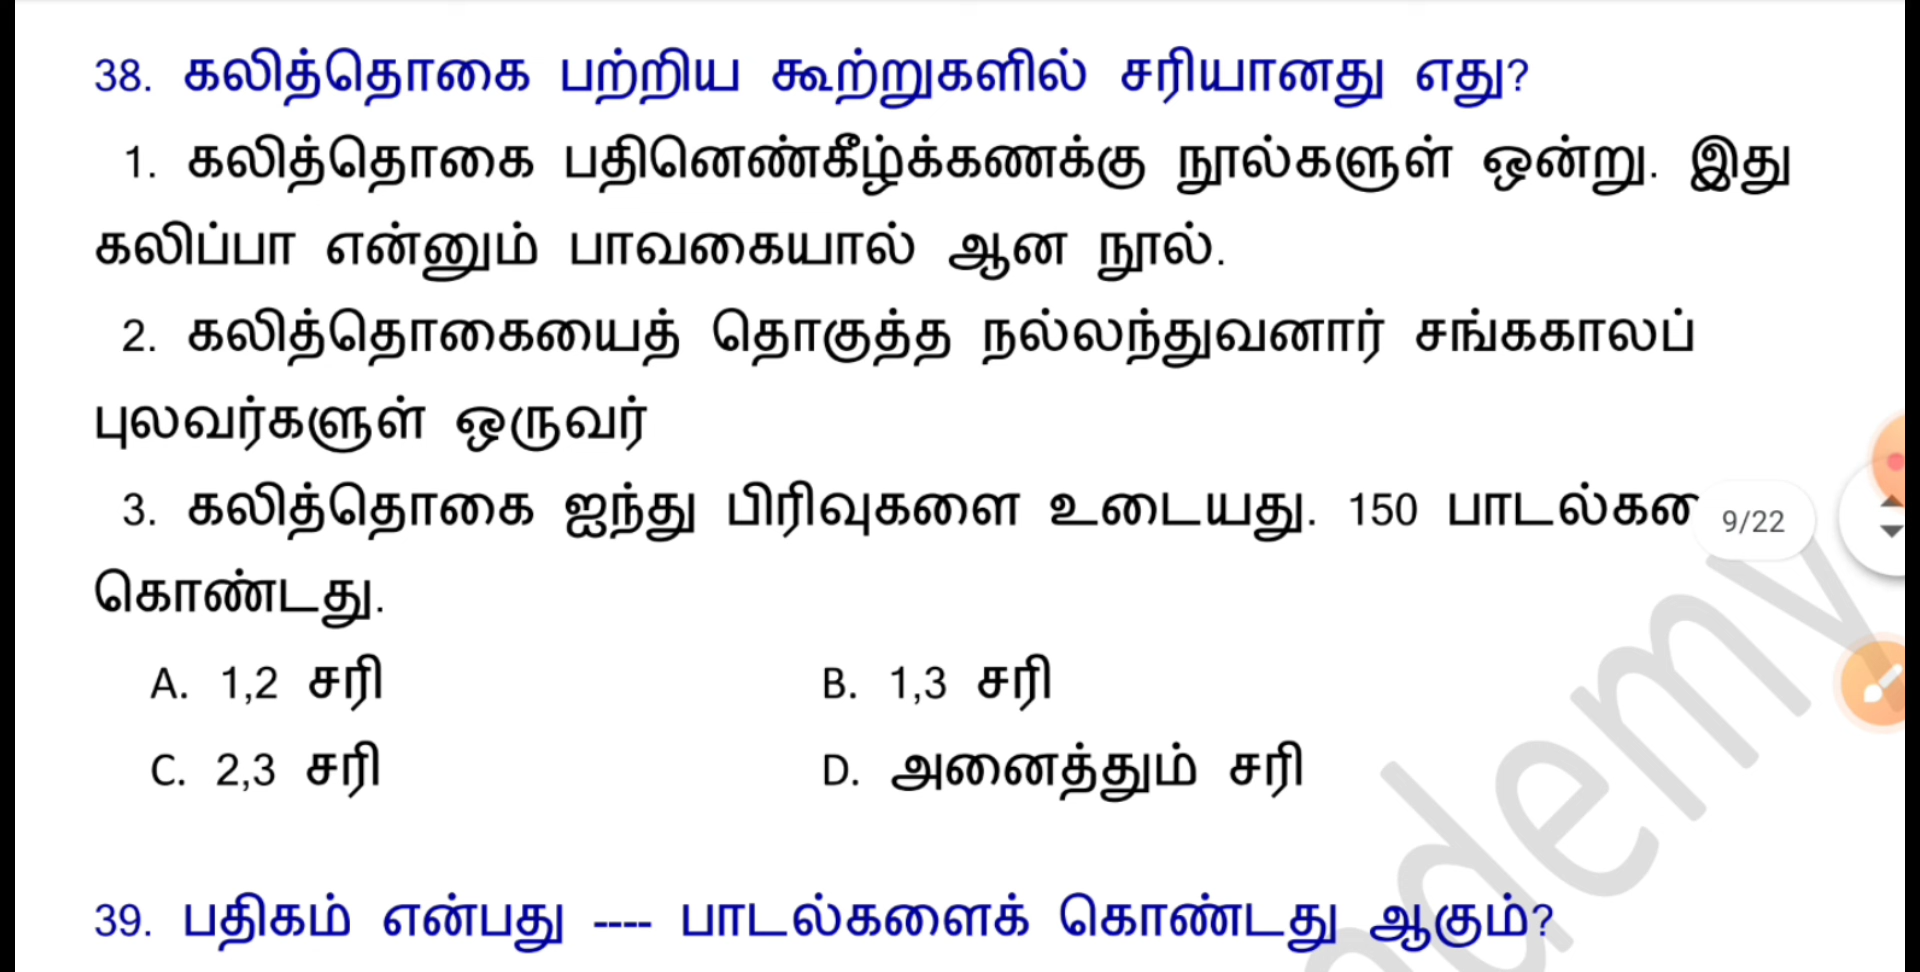 38. கலித்தொகை பற்றிய கூற்றுகளில் சரியானது எது?
1. கலித்தொகை பதினெண்கீழ்க்கணக்கு நூல்களுள் ஒன்று. இது
கலிப்பா என்னும் பாவகையால் ஆன நூல்.
2. கலித்தொகையைத் தொகுத்த நல்லந்துவனார் சங்ககாலப்
புலவர்களுள் ஒருவர்
3. கலித்தொகை ஐந்து பிரிவுகளை உடையது. 150
9/22
கொண்டது.
A. 1,2 சரி B. 1,3 சரி
C. 2,3 சரி D. அனைத்தும் சரி
39. பதிகம் என்பது ---- பாடல்களைக் கொண்டது ஆகும்?